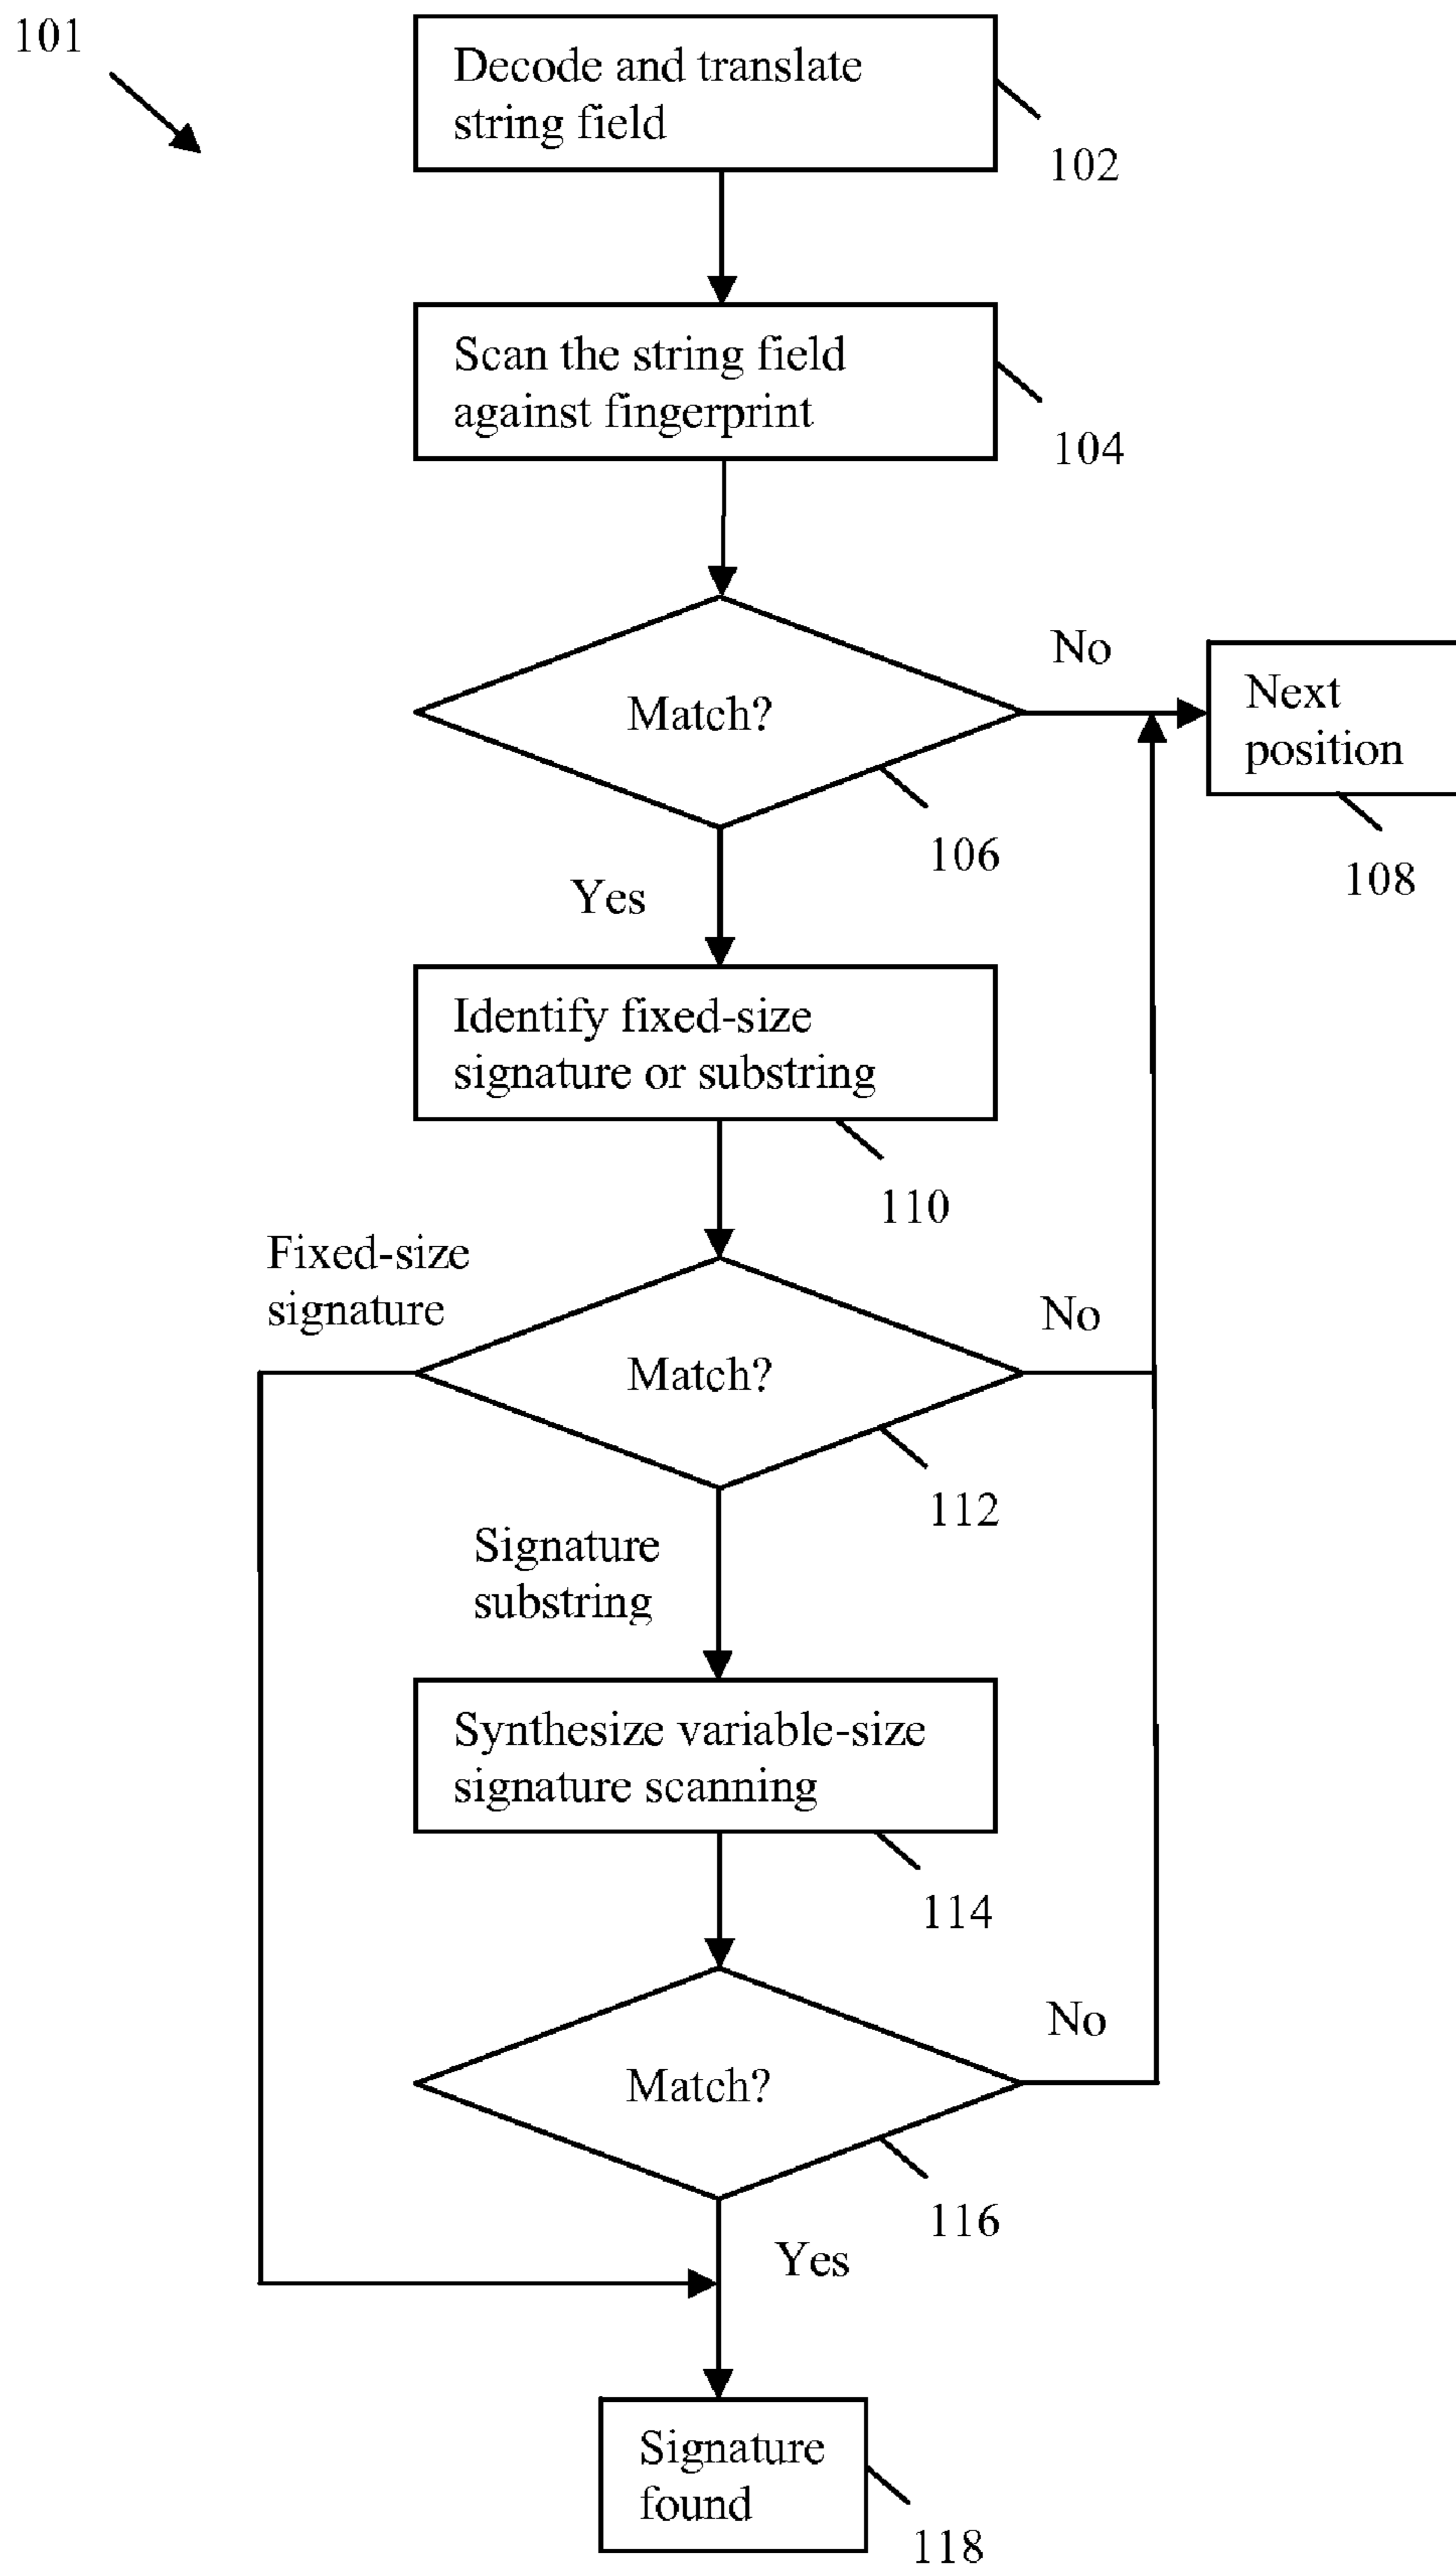 101
Decode and translate
string field
102
Scan the string field
against fingerprint
104
Match?
No
Next
position
106
108
Yes
Identify fixed-size
signature or substring
110
Fixed-size
signature
Match?
No
112
Signature
substring
Synthesize variable-size
signature scanning
114
Match?
No
116
Yes
Signature
found
118